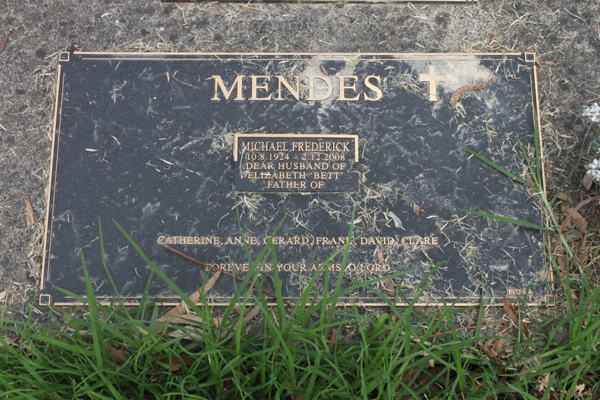 MENDES
MICHAEL FREDERICK
10.8.1924 - 2.12.2008
DEAR HUSBAND OF
ELIZABETH "BETT"
FATHER OF
CATHERINE, ANNE, GERARD, FRANK, DAVID, CLARE
FOREVER IN YOUR ARMS O LORD